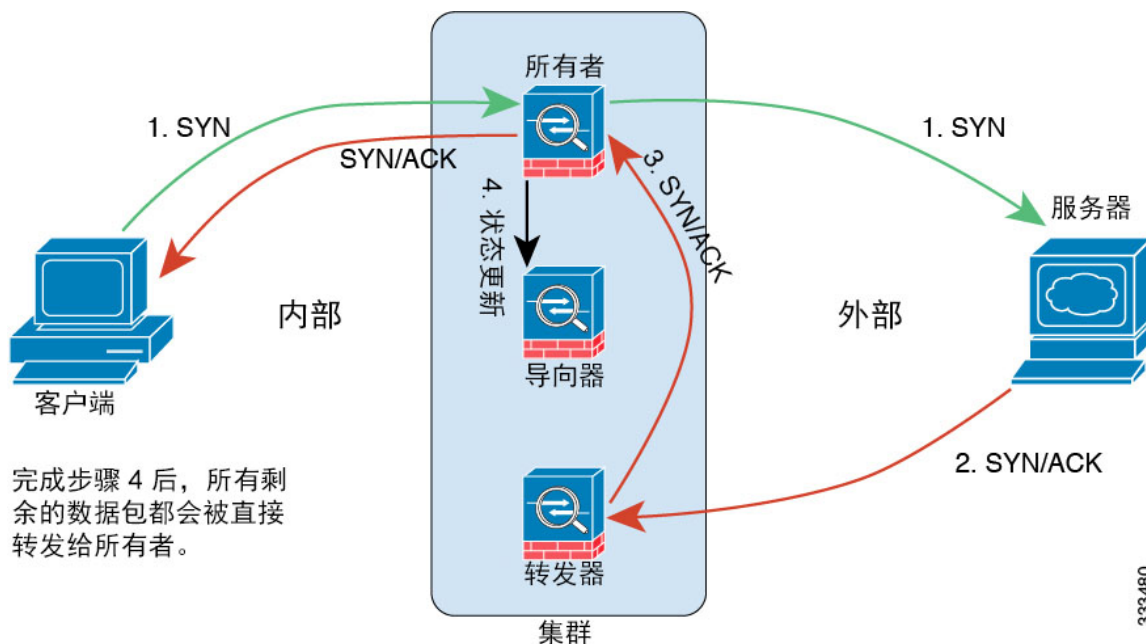 所有者
1. SYN
SYN/ACK
1. SYN
3. SYN/ACK
4. 状态更新
服务器
内部
外部
导向器
客户端
2. SYN/ACK
完成步骤 4 后，所有剩
余的数据包都会被直接
转发给所有者。
转发器
集群
333480